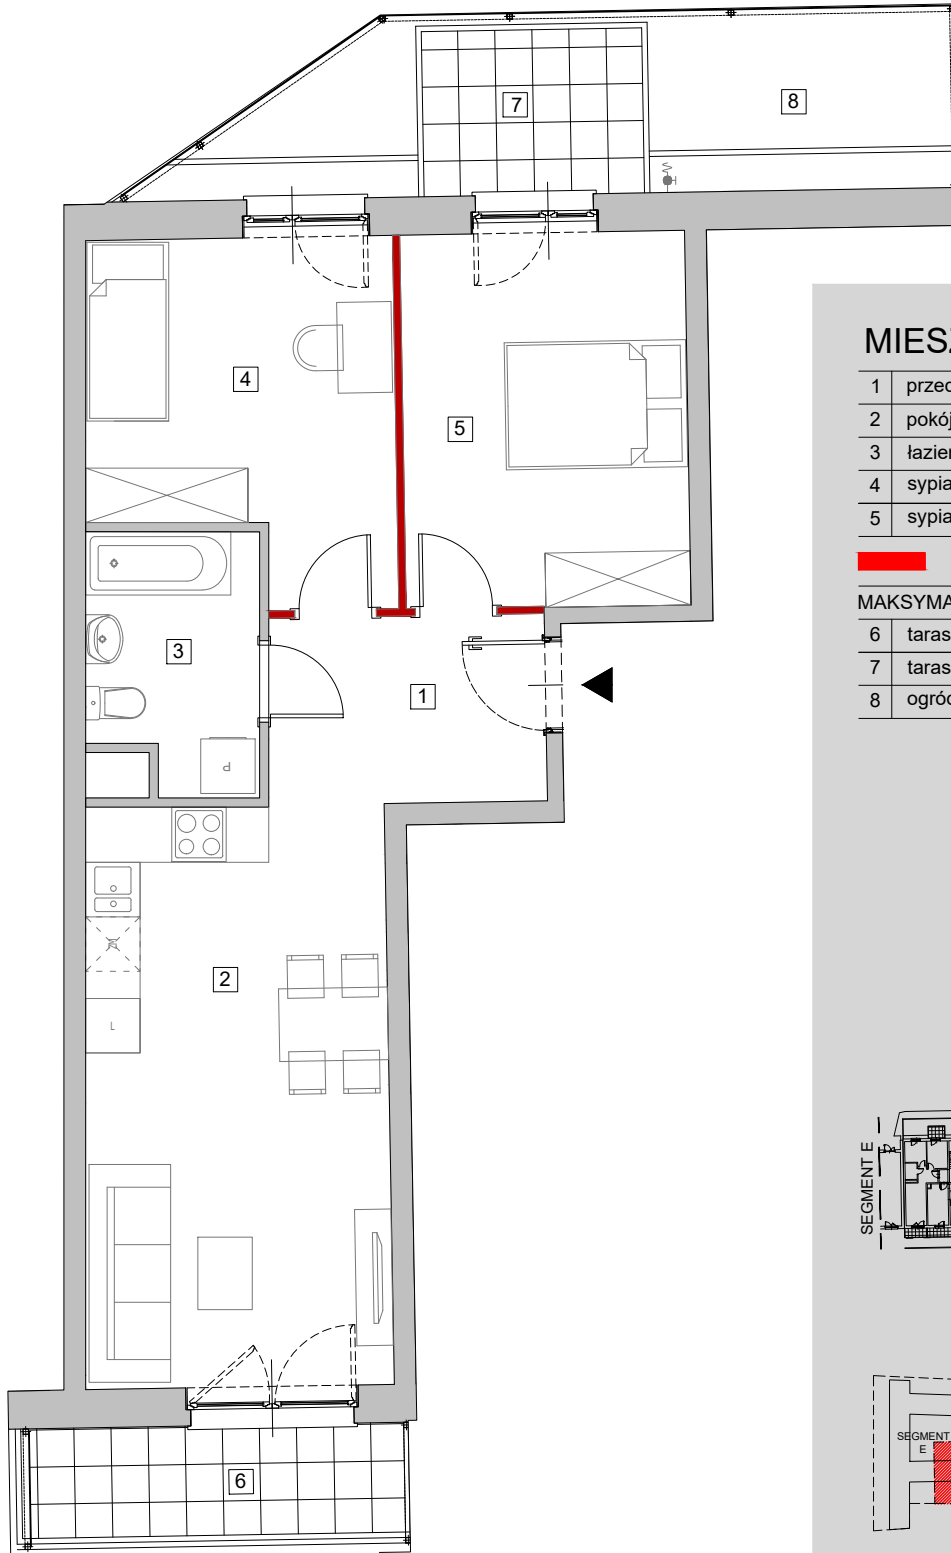 7
8
4
5
3
1
P
2
L
6
MIESZ
1 przed
2 pokój
3 łazien
4 sypia
5 sypia
MAKSYMA
6 taras
7 taras
8 ogród
SEGMENT E
SEGMENT
E